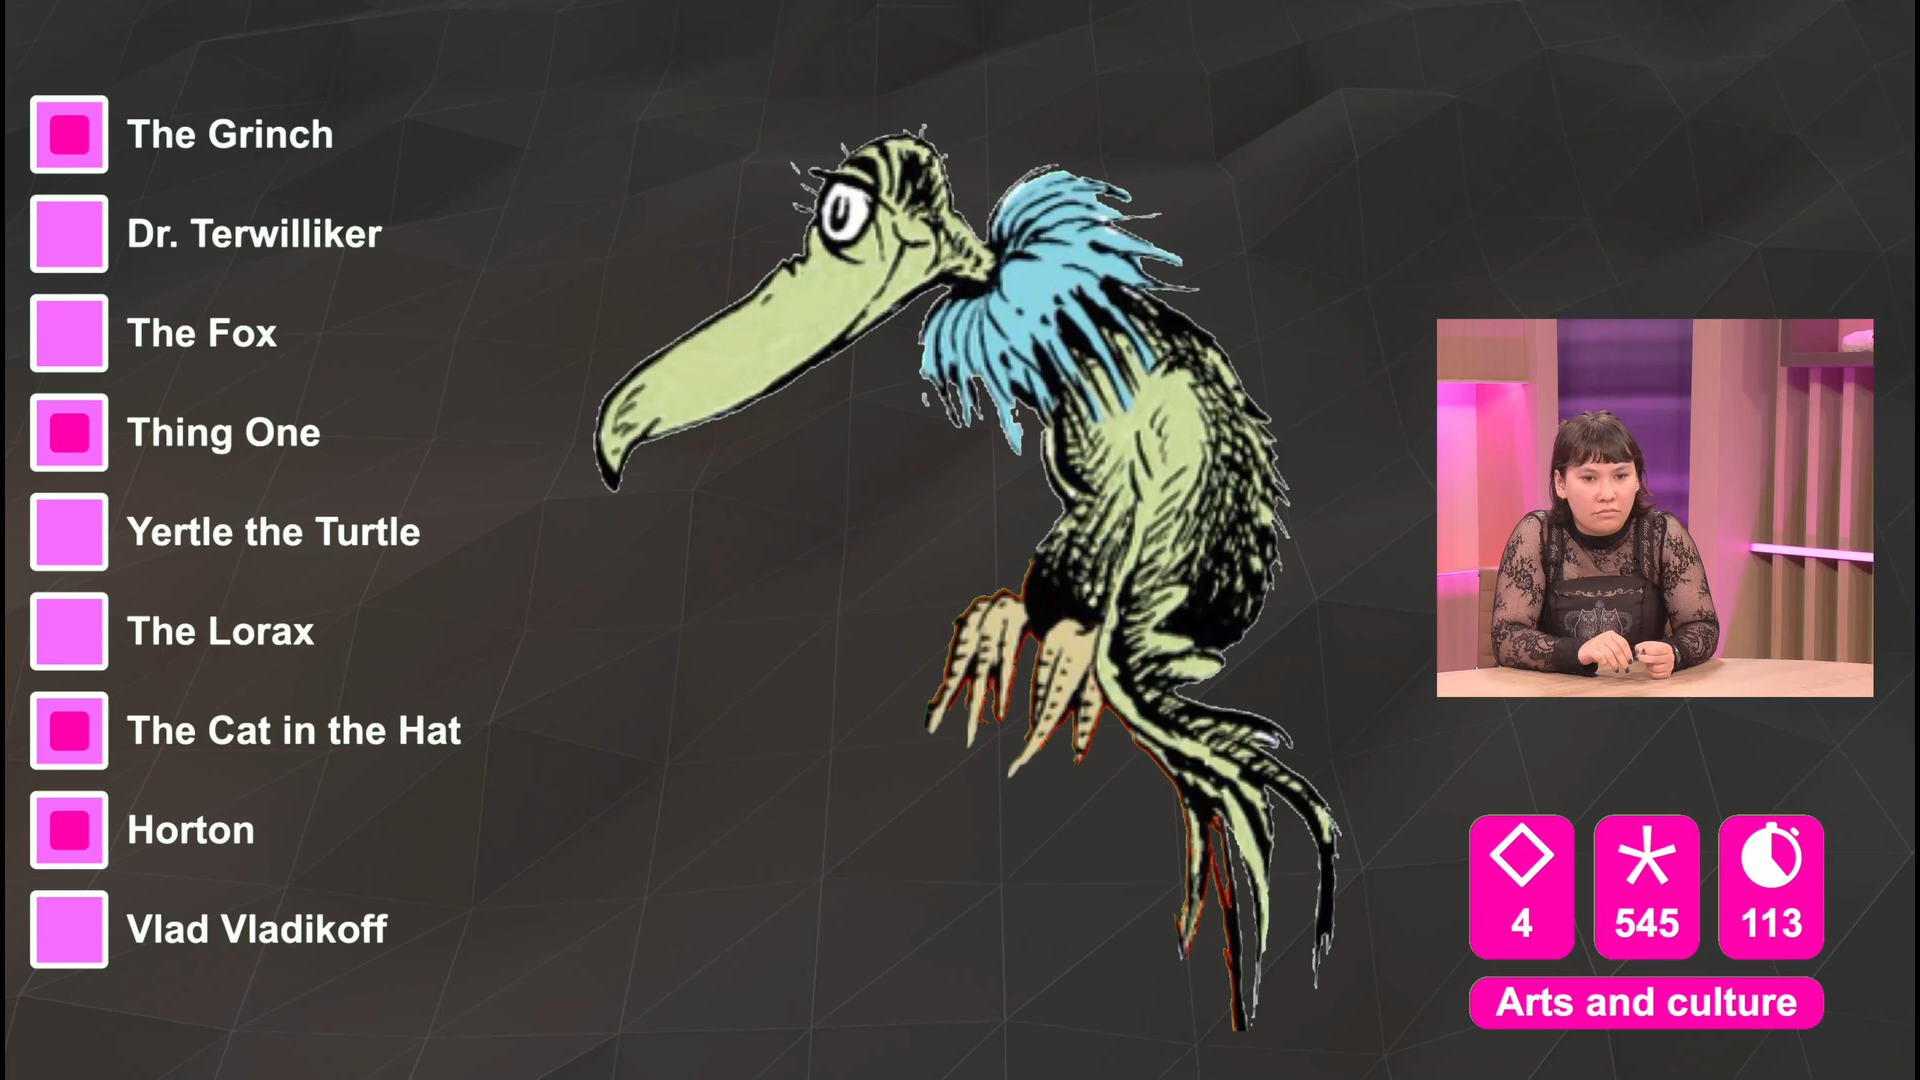 The Grinch
Dr. Terwilliker
The Fox
Thing One
Yertle the Turtle
The Lorax
The Cat in the Hat
Horton
Vlad Vladikoff
4
545
113
Arts and culture